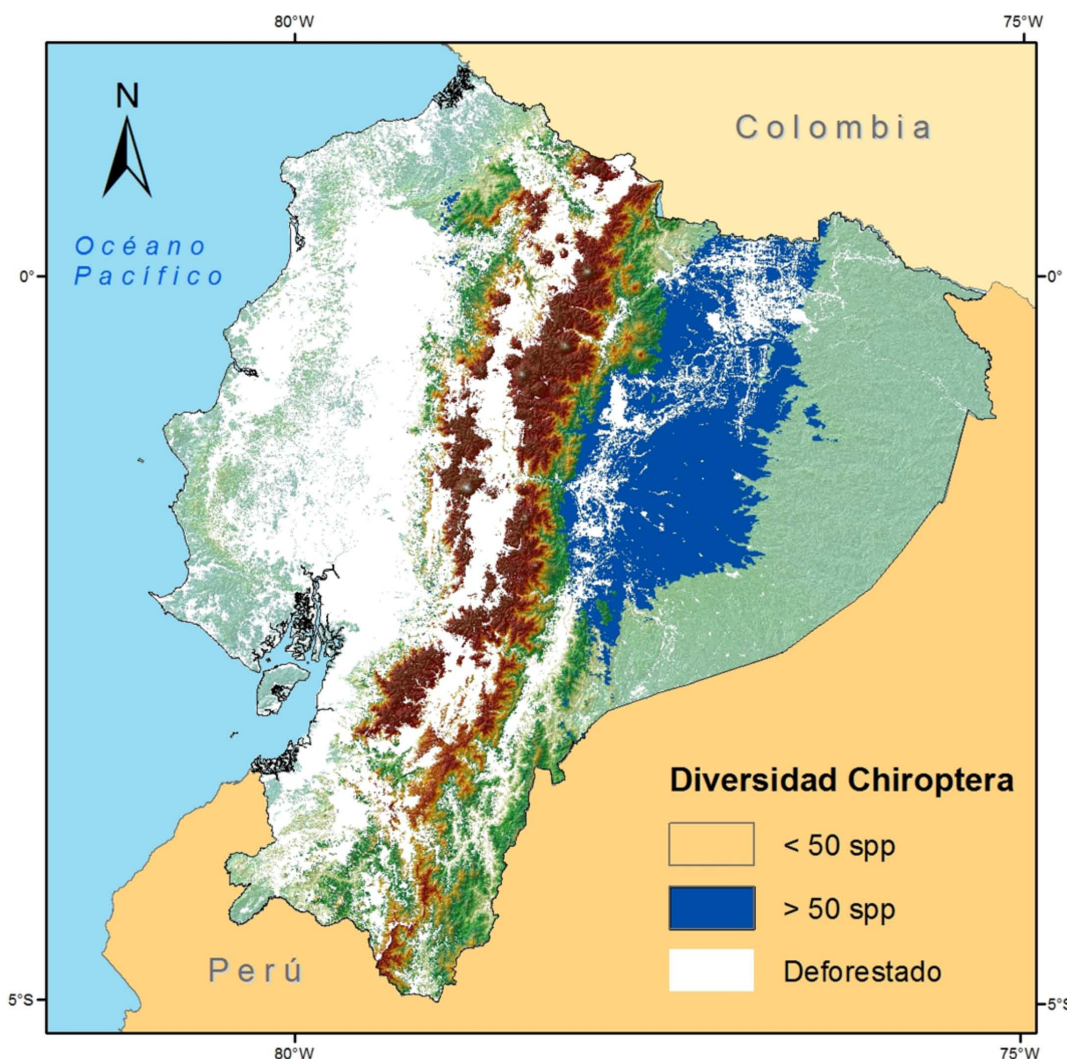 80°W
75°W
N
Colombia
Océano
Pacífico
0°
0°
Diversidad Chiroptera
< 50 spp
> 50 spp
Deforestado
Perú
5°S
5°S
80°W
75°W